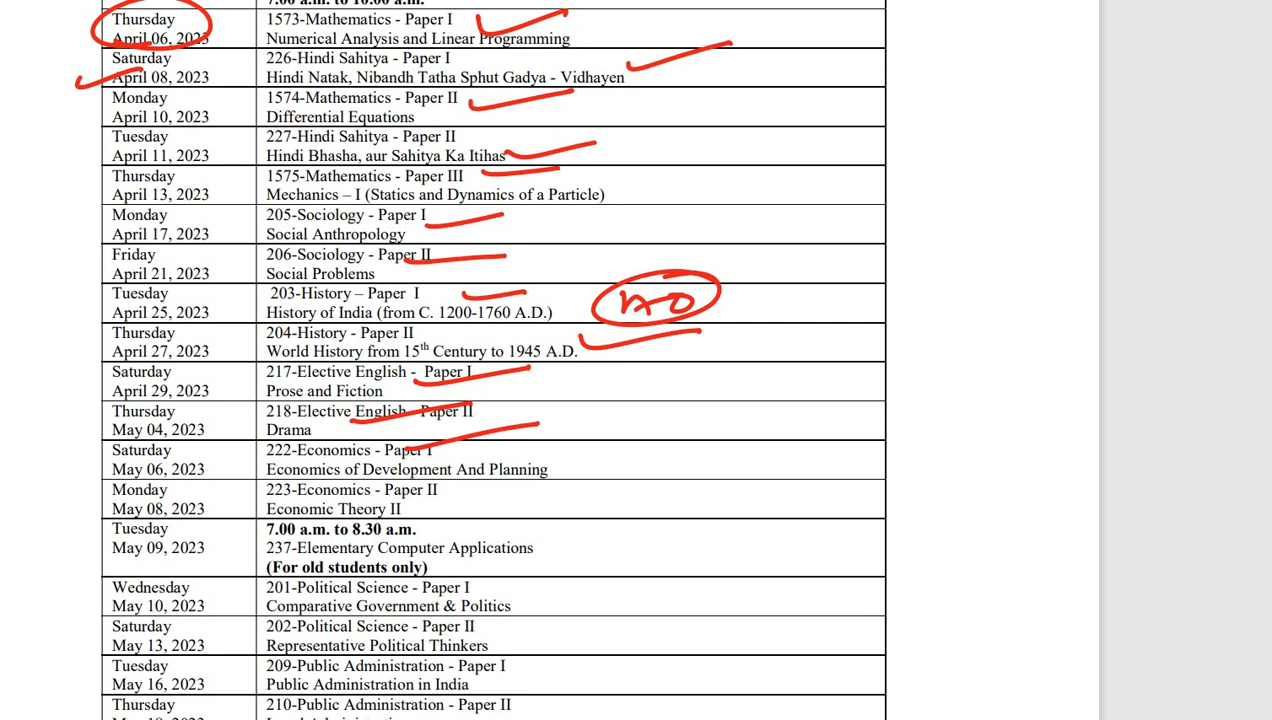 7.00 a.m. to 10.00 a.m.
Thursday
April 06, 2023
1573-Mathematics - Paper I
Numerical Analysis and Linear Programming
Saturday
April 08, 2023
226-Hindi Sahitya - Paper I
Hindi Natak, Nibandh Tatha Sphut Gadya - Vidhayen
Monday
April 10, 2023
1574-Mathematics - Paper II
Differential Equations
Tuesday
April 11, 2023
227-Hindi Sahitya - Paper II
Hindi Bhasha, aur Sahitya Ka Itihas
Thursday
April 13, 2023
1575-Mathematics - Paper III
Mechanics – I (Statics and Dynamics of a Particle)
Monday
April 17, 2023
205-Sociology - Paper I
Social Anthropology
Friday
April 21, 2023
206-Sociology - Paper II
Social Problems
Tuesday
April 25, 2023
203-History – Paper I
History of India (from C. 1200-1760 A.D.)
Thursday
April 27, 2023
204-History - Paper II
World History from 15th Century to 1945 A.D.
Saturday
April 29, 2023
217-Elective English - Paper I
Prose and Fiction
Thursday
May 04, 2023
218-Elective English - Paper II
Drama
Saturday
May 06, 2023
222-Economics - Paper I
Economics of Development And Planning
Monday
May 08, 2023
223-Economics - Paper II
Economic Theory II
Tuesday
May 09, 2023
7.00 a.m. to 8.30 a.m.
237-Elementary Computer Applications
(For old students only)
Wednesday
May 10, 2023
201-Political Science - Paper I
Comparative Government & Politics
Saturday
May 13, 2023
202-Political Science - Paper II
Representative Political Thinkers
Tuesday
May 16, 2023
209-Public Administration - Paper I
Public Administration in India
Thursday
210-Public Administration - Paper II